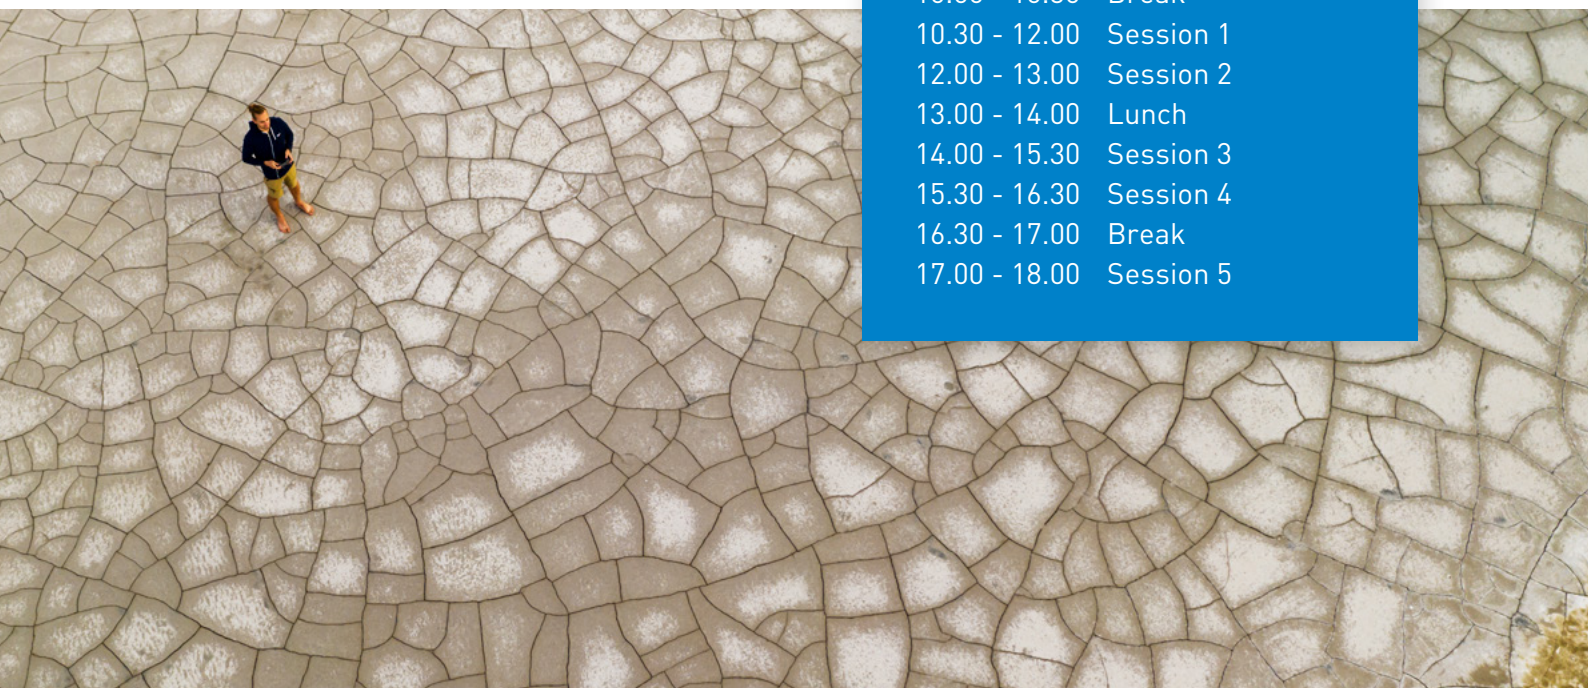 10.30 - 12.00 Session 1
12.00 - 13.00 Session 2
13.00 - 14.00 Lunch
14.00 - 15.30 Session 3
15.30 - 16.30 Session 4
16.30 - 17.00 Break
17.00 - 18.00 Session 5